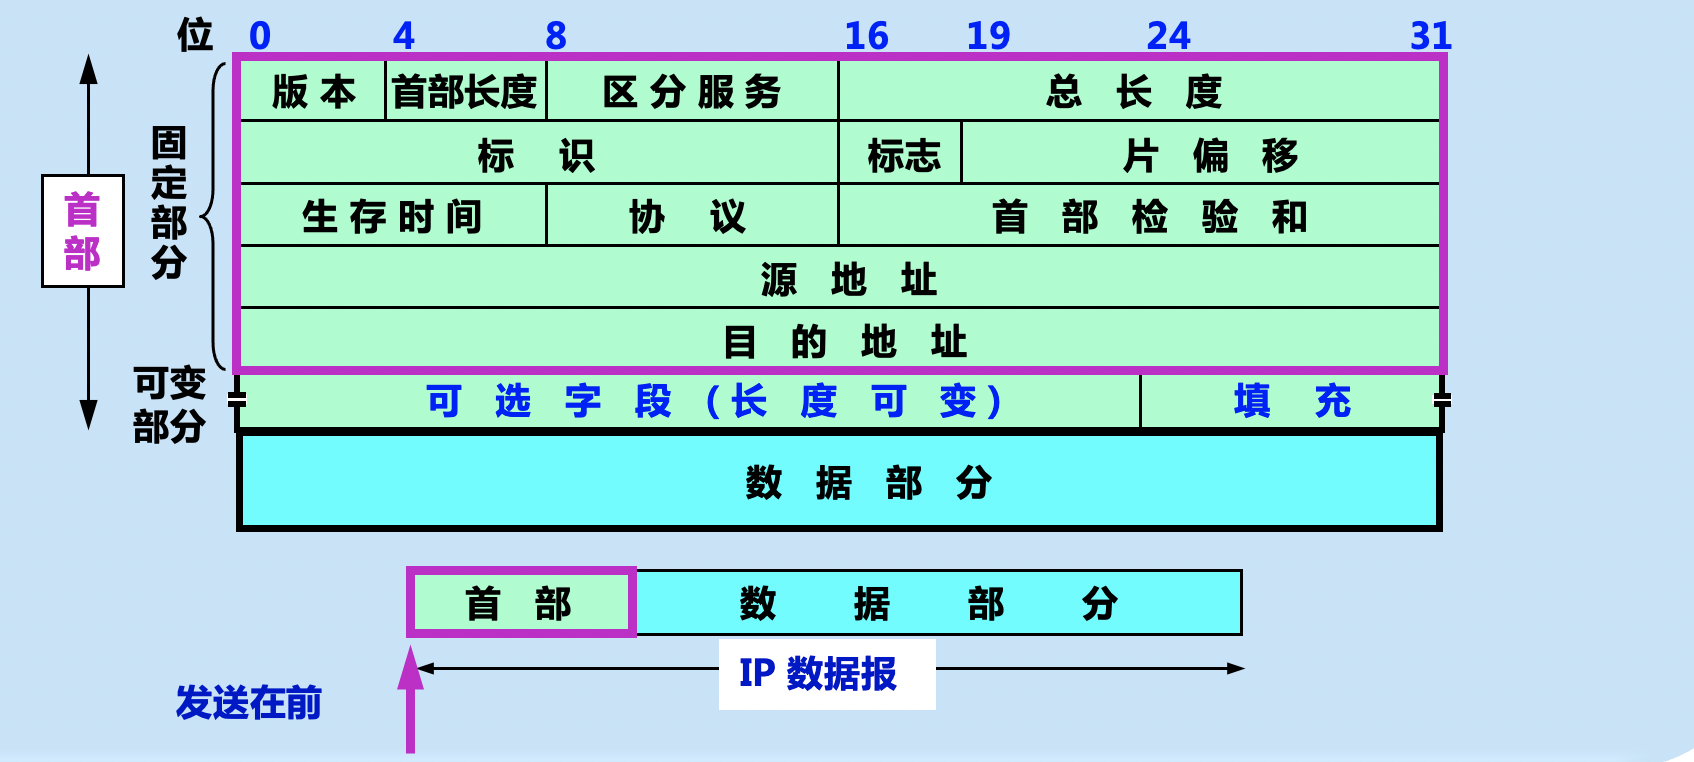 位 0 4 8 16 19 24 31
版本 首部长度 区分服务 总长度
标识 标志 片偏移
生存时间 协议 首部检验和
源地址
目的地址
可选字段(长度可变) 填充
数据部分
首部
固定部分
可变
部分
首部 数据部分
IP 数据报
发送在前